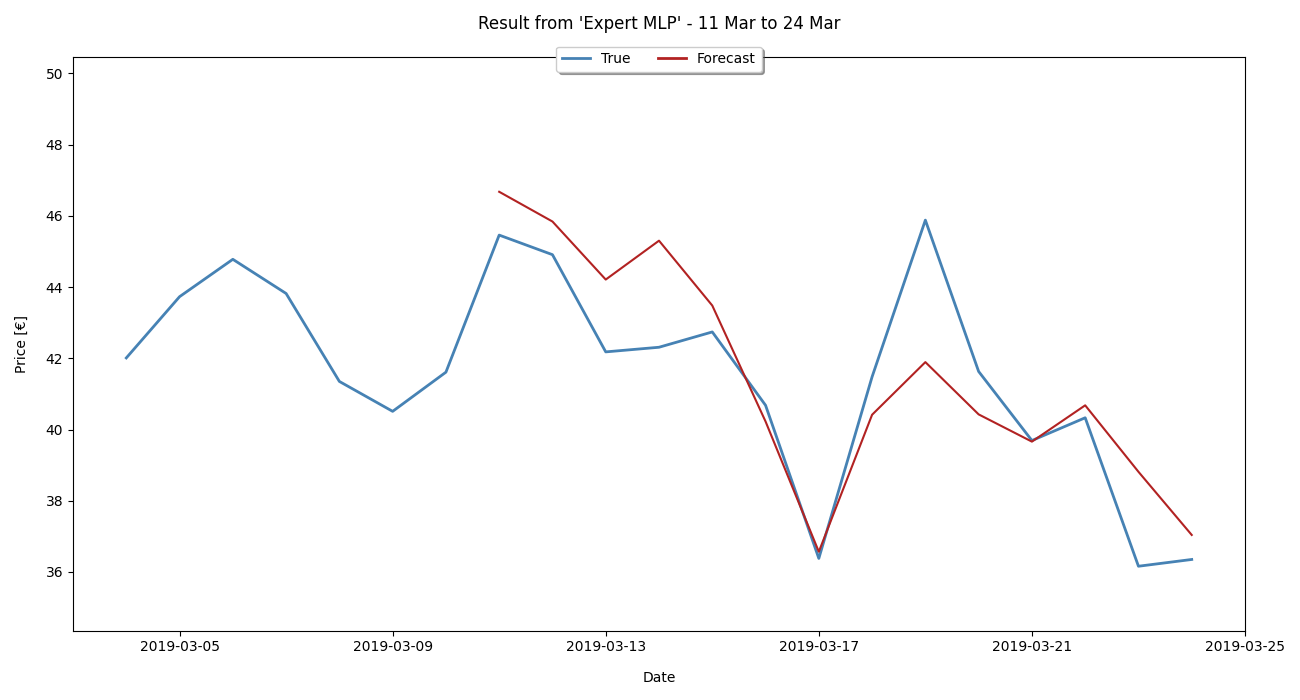 Result from 'Expert MLP' - 11 Mar to 24 Mar
True Forecast
50
48
46
44
42
40
38
36
Price [€]
2019-03-05 2019-03-09 2019-03-13 2019-03-17 2019-03-21 2019-03-25
Date